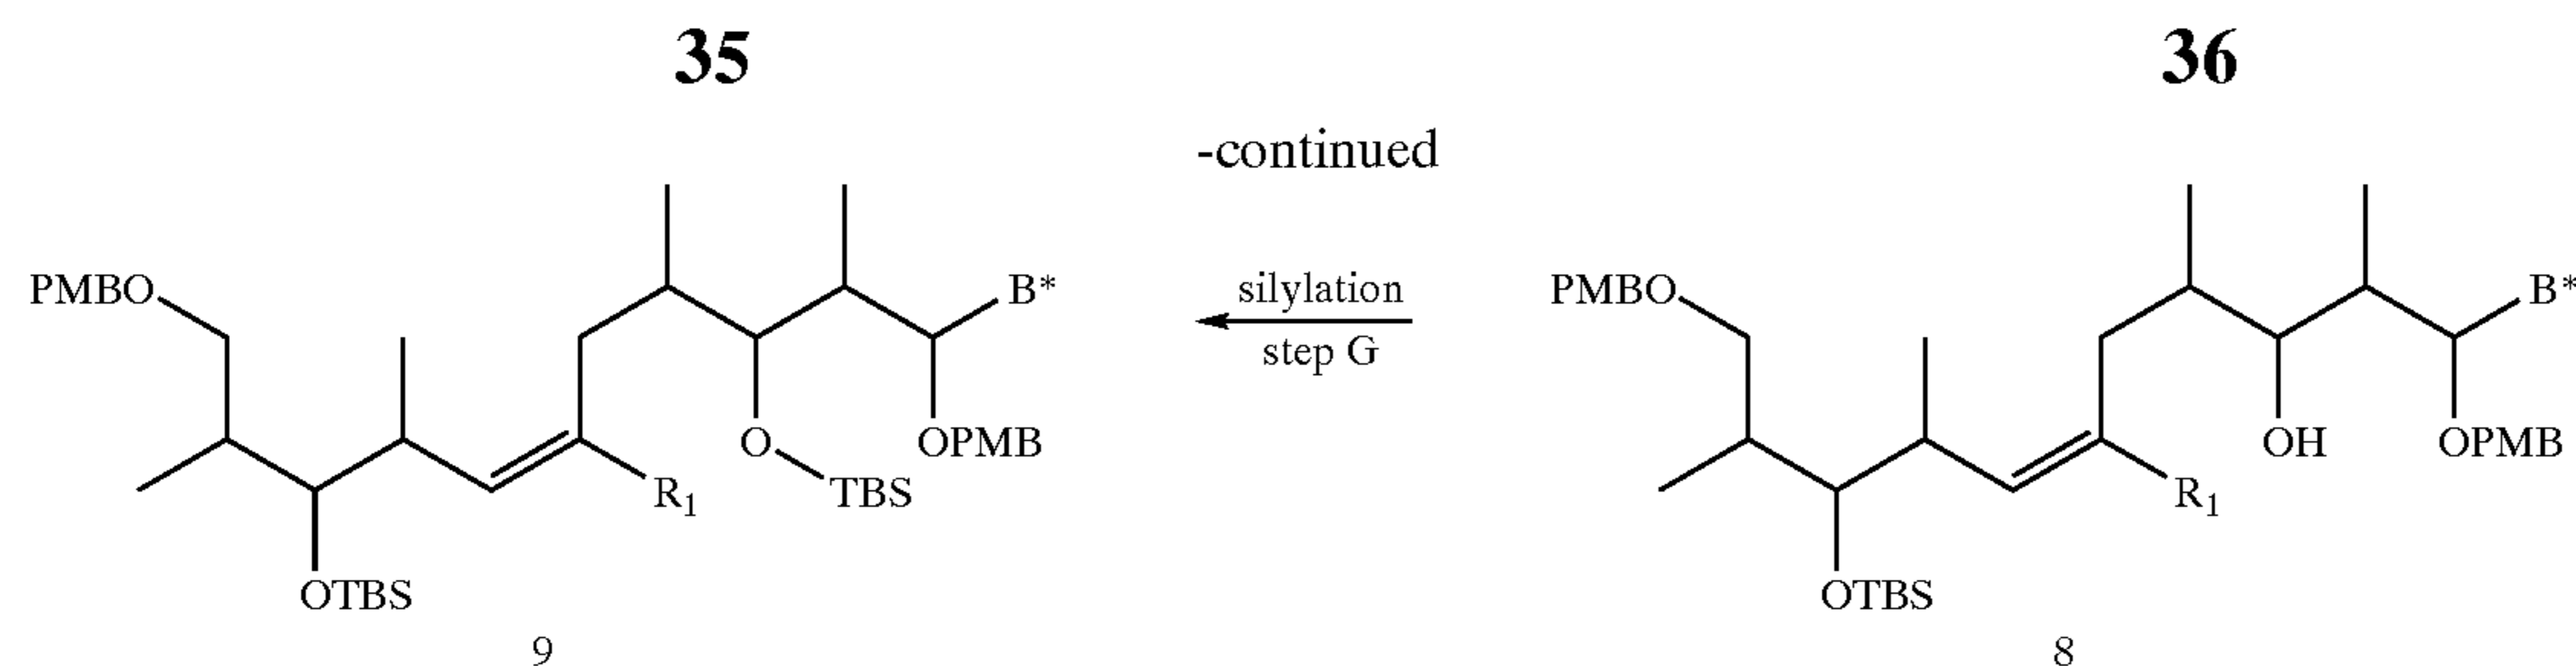 35 36
-continued
PMBO B* silylation PMBO B*
step G
O OPMB OH OPMB
R1 TBS R1
OTBS OTBS
9 8